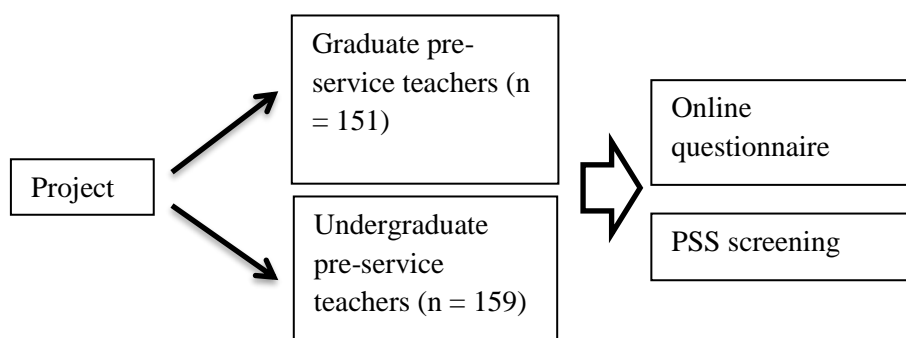 Project
Graduate pre-
service teachers (n
= 151)
Undergraduate
pre-service
teachers (n = 159)
Online
questionnaire
PSS screening